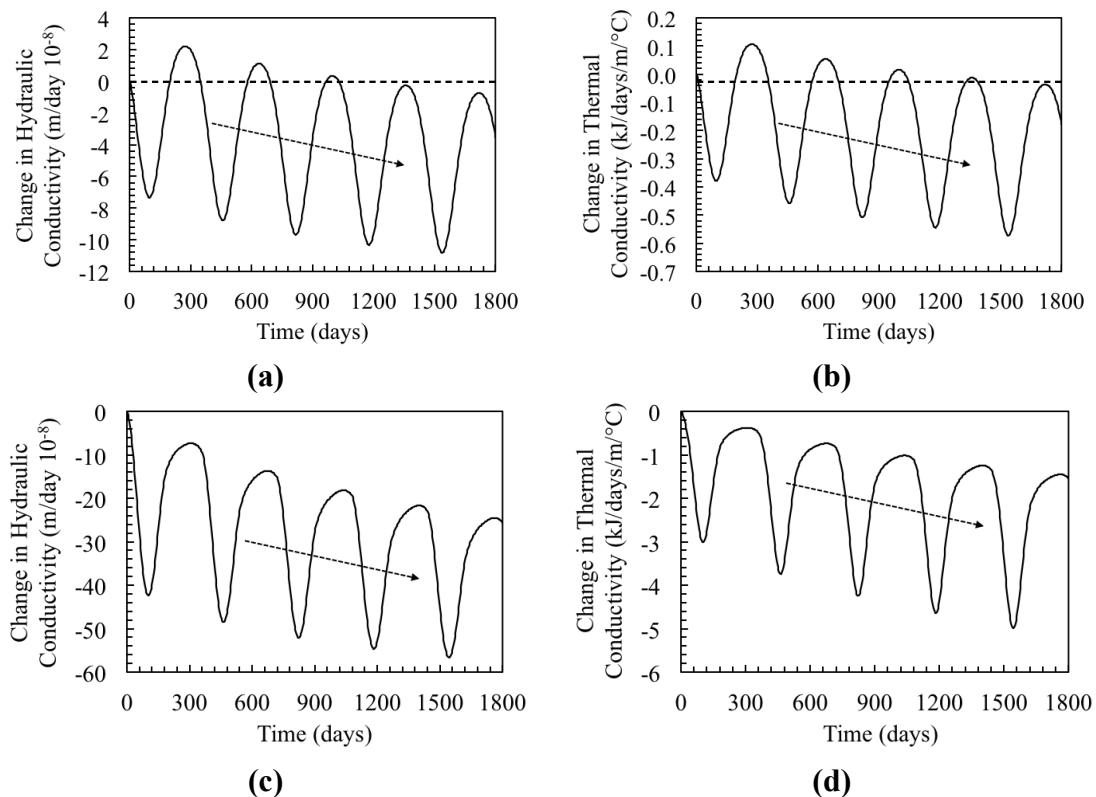 Change in Hydraulic
Conductivity (m/day 10-8)
4
2
0
-2
-4
-6
-8
-10
-12
0 300 600 900 1200 1500 1800
Time (days)
(a)
Change in Thermal
Conductivity (kJ/days/m/°C)
0.2
0.1
0.0
-0.1
-0.2
-0.3
-0.4
-0.5
-0.6
-0.7
0 300 600 900 1200 1500 1800
Time (days)
(b)
Change in Hydraulic
Conductivity (m/day 10-8)
0
-10
-20
-30
-40
-50
-60
0 300 600 900 1200 1500 1800
Time (days)
(c)
Change in Thermal
Conductivity (kJ/days/m/°C)
0
-1
-2
-3
-4
-5
-6
0 300 600 900 1200 1500 1800
Time (days)
(d)